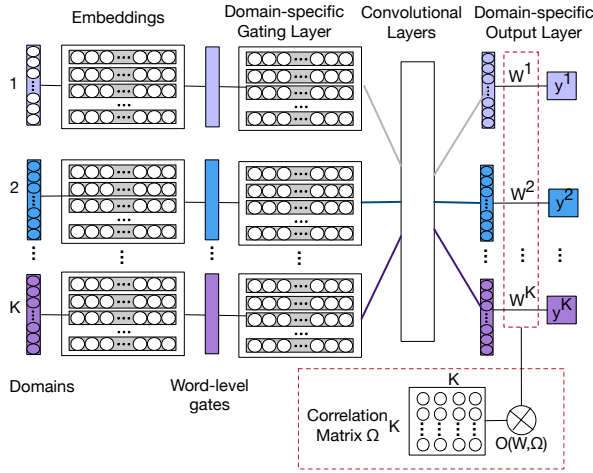 Embeddings
Domain-specific
Gating Layer
Convolutional
Layers
Domain-specific
Output Layer
1
...
...
...
...
W¹
y¹
2
...
...
...
...
W²
y²
...
...
...
...
K
...
...
...
...
Wᴷ
yᴷ
Domains
Word-level
gates
K
Correlation
Matrix Ω
K
O(W,Ω)